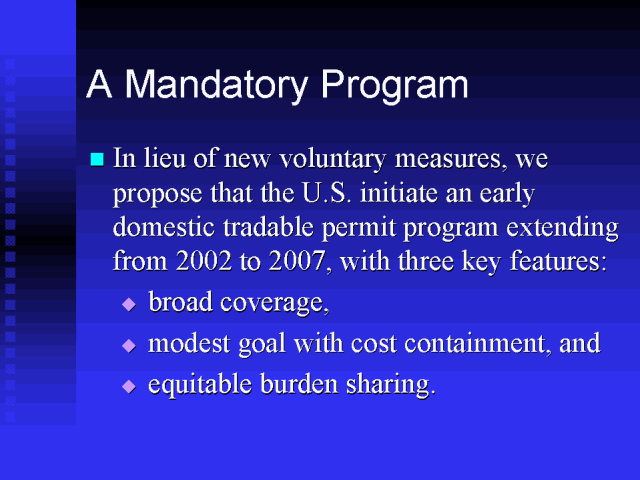 A Mandatory Program
In lieu of new voluntary measures, we
propose that the U.S. initiate an early
domestic tradable permit program extending
from 2002 to 2007, with three key features:
broad coverage,
modest goal with cost containment, and
equitable burden sharing.